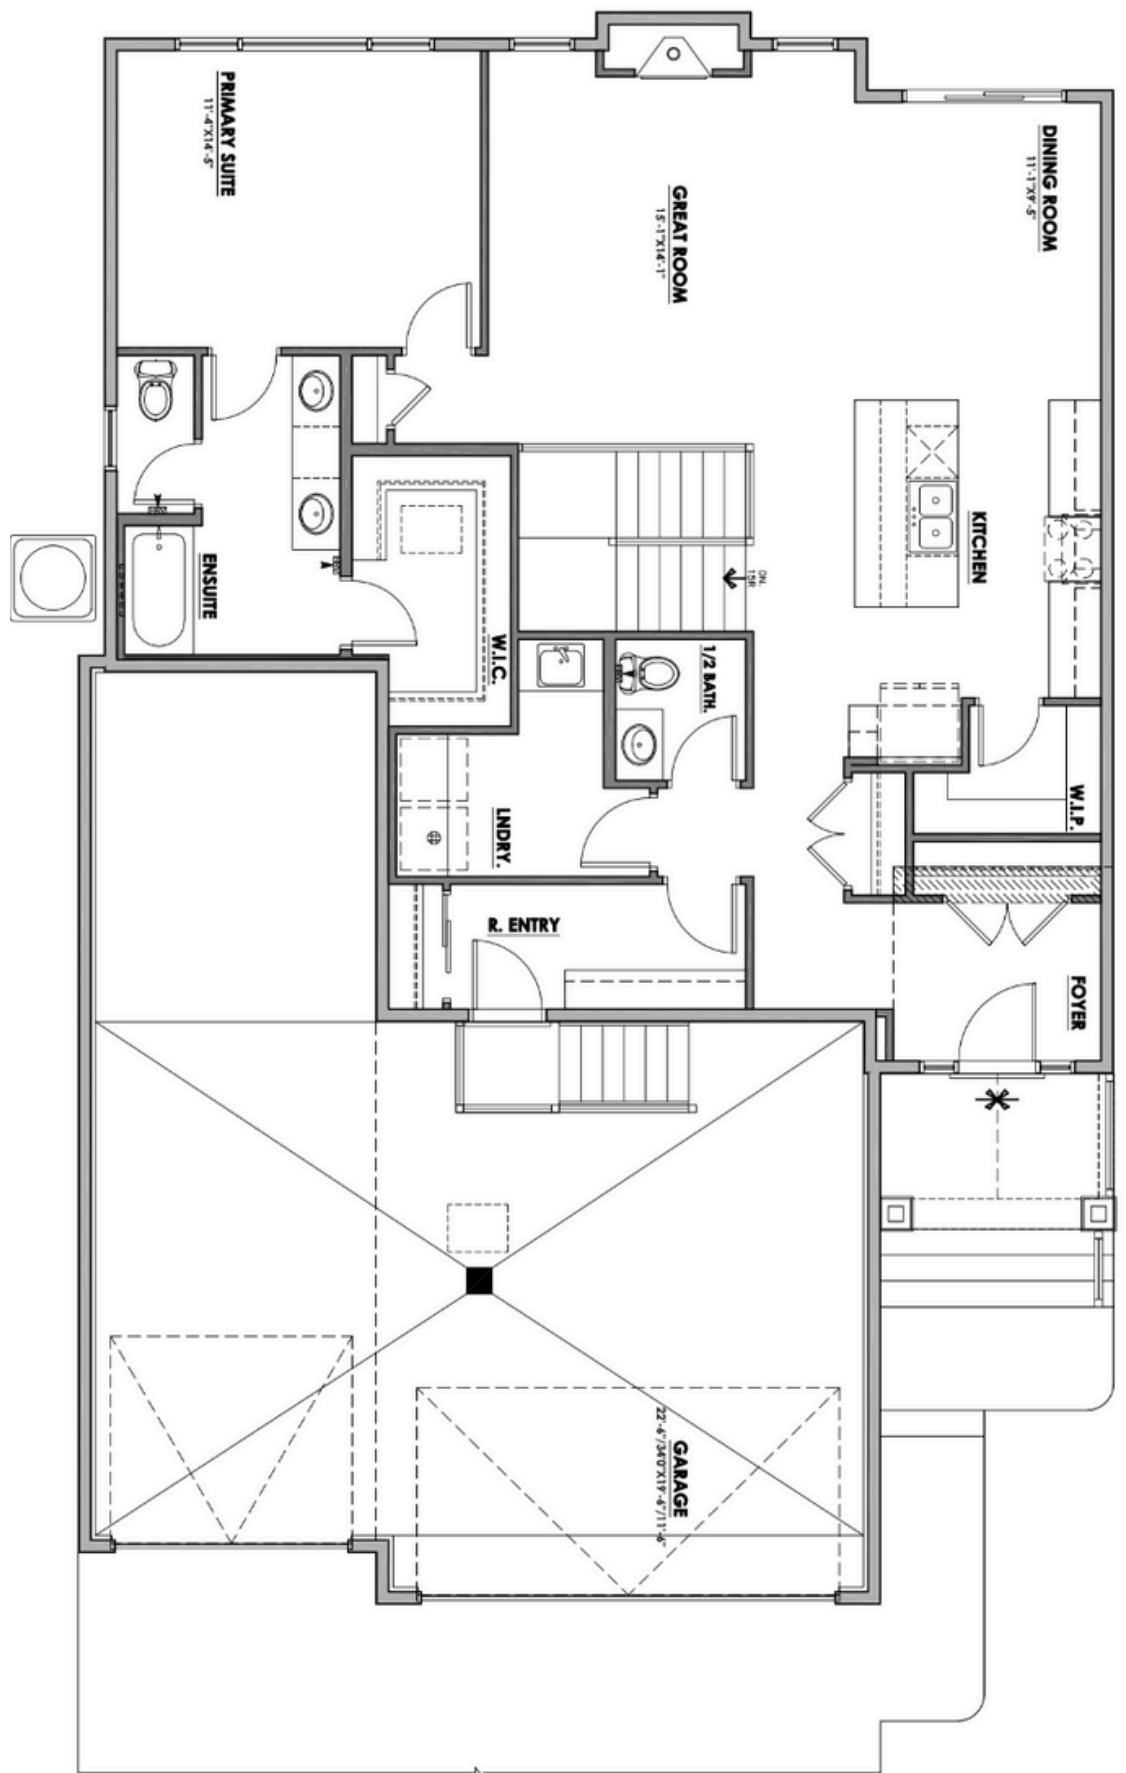 PRIMARY SUITE
11'-4"X14'-5"
GREAT ROOM
15'-1"X14'-1"
DINING ROOM
11'-1"X9'-5"
KITCHEN
ENSUITE
W.I.C.
DN.
15R
1/2 BATH.
W.I.P.
LNDRY.
R. ENTRY
FOYER
GARAGE
22'-6"/34'0"X19'-6"/11'-6"